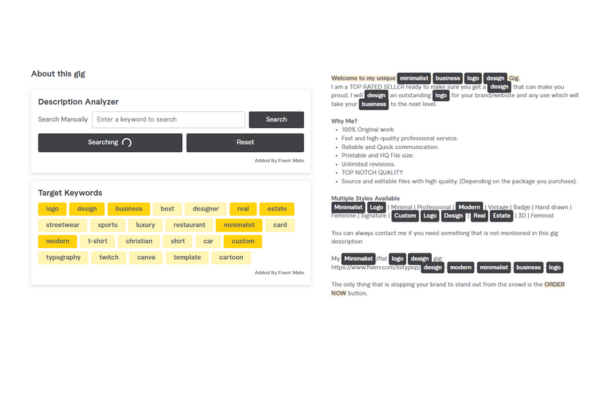 About this gig
Description Analyzer
Search Manually Enter a keyword to search Search
Searching Reset
Added By Fiverr Mate
Target Keywords
logo design business best designer real estate
streetwear sports luxury restaurant minimalist card
modern t-shirt christian shirt car custom
typography twitch canva template cartoon
Added By Fiverr Mate
Welcome to my unique minimalist business logo design Gig.
I am a TOP RATED SELLER ready to make sure you get a design that can make you
proud. I will design an outstanding logo for your brand/website and any use which will
take your business to the next level.
Why Me?
• 100% Original work
• Fast and high-quality professional service.
• Reliable and Quick communication.
• Printable and HQ File size.
• Unlimited revisions.
• TOP NOTCH QUALITY
• Source and editable files with high quality. (Depending on the package you purchase).
Multiple Styles Available
Minimalist Logo | Minimal | Professional | Modern | Vintage | Badge | Hand drawn |
Feminine | Signature | Custom Logo Design | Real Estate | 3D | Feminist
You can always contact me if you need something that is not mentioned in this gig
description
My Minimalist /flat logo design gig:
design modern minimalist business logo
The only thing that is stopping your brand to stand out from the crowd is the ORDER
NOW button.